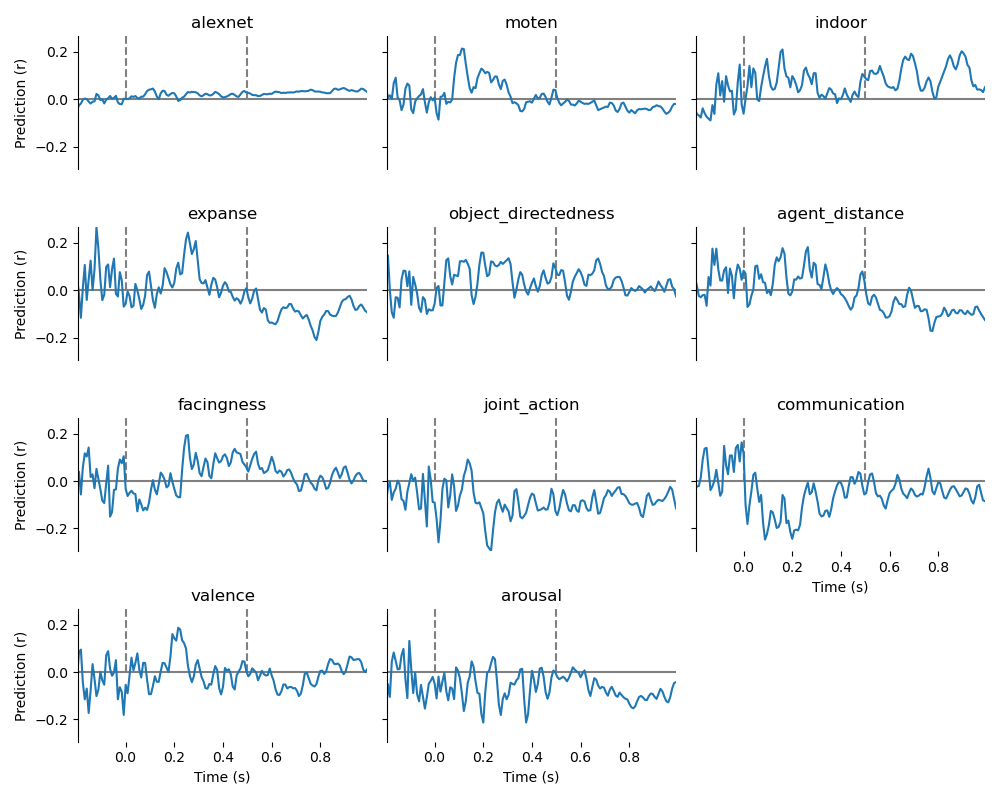 alexnet moten indoor
Prediction (r)
0.2
0.0
−0.2
expanse object_directedness agent_distance
Prediction (r)
0.2
0.0
−0.2
facingness joint_action communication
Prediction (r)
0.2
0.0
−0.2
0.0 0.2 0.4 0.6 0.8
Time (s)
valence arousal
Prediction (r)
0.2
0.0
−0.2
0.0 0.2 0.4 0.6 0.8 0.0 0.2 0.4 0.6 0.8
Time (s) Time (s)